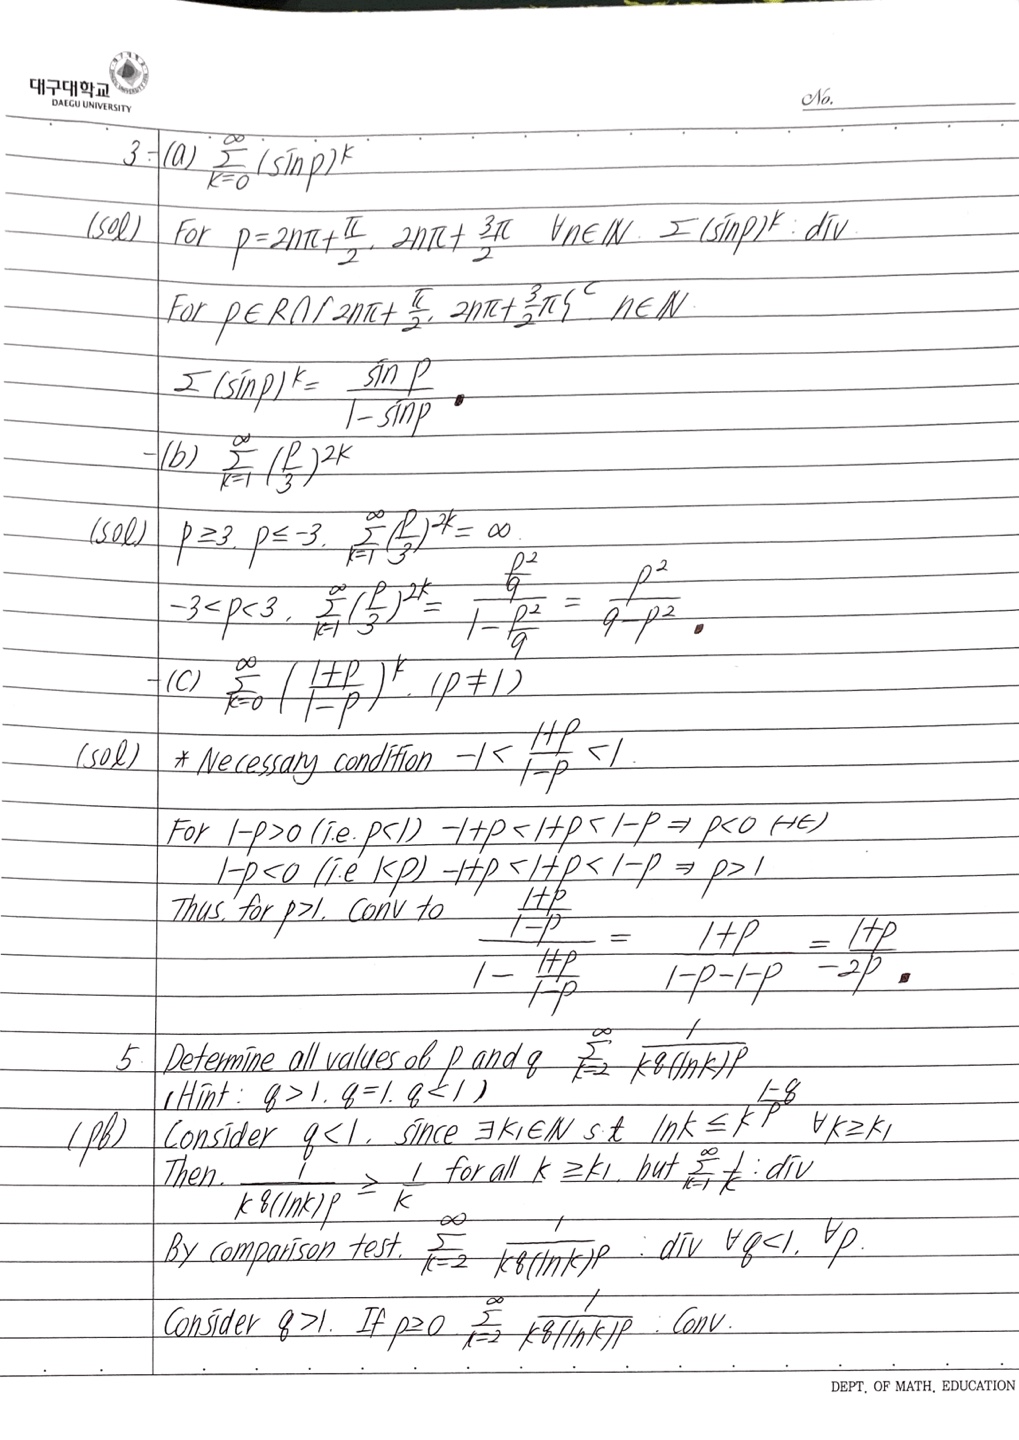 대구대학교
DAEGU UNIVERSITY
No.
3. (a) $\sum_{k=0}^{\infty} (\sin p)^k$
(sol) For $p = 2n\pi + \frac{\pi}{2}, 2n\pi + \frac{3\pi}{2}$ $\forall n \in \mathbb{N}$. $\Sigma (\sin p)^k$ : div.
For $p \in R \cap \{ 2n\pi + \frac{\pi}{2}, 2n\pi + \frac{3}{2}\pi \}^c$ $n \in \mathbb{N}$.
$\Sigma (\sin p)^k = \frac{\sin p}{1 - \sin p}$ .
(b) $\sum_{k=1}^{\infty} (\frac{p}{3})^{2k}$
(sol) $p \geq 3, p \leq -3, \sum_{k=1}^{\infty} (\frac{p}{3})^{2k} = \infty$.
$-3 < p < 3, \sum_{k=1}^{\infty} (\frac{p}{3})^{2k} = \frac{\frac{p^2}{9}}{1 - \frac{p^2}{9}} = \frac{p^2}{9 - p^2}$ .
(c) $\sum_{k=0}^{\infty} (\frac{1+p}{1-p})^k$. $(p \neq 1)$
(sol) * Necessary condition $-1 < \frac{1+p}{1-p} < 1$.
For $1-p > 0$ (i.e. $p < 1$) $-1+p < 1+p < 1-p \Rightarrow p < 0$ (→←)
$1-p < 0$ (i.e $1 < p$) $-1+p < 1+p < 1-p \Rightarrow p > 1$
Thus, for $p > 1$. conv to $\frac{\frac{1+p}{1-p}}{1 - \frac{1+p}{1-p}} = \frac{1+p}{1-p-1-p} = \frac{1+p}{-2p}$ .
5. Determine all values of p and q $\sum_{k=2}^{\infty} \frac{1}{k^q (\ln k)^p}$
(Hint : $q > 1, q = 1, q < 1$)
(pb) Consider $q < 1$, since $\exists k_1 \in \mathbb{N}$ s.t $\ln k \leq k^{\frac{1-q}{p}}$ $\forall k \geq k_1$
Then, $\frac{1}{k^q (\ln k)^p} \geq \frac{1}{k}$ for all $k \geq k_1$, but $\sum_{k=1}^{\infty} \frac{1}{k}$ : div
By comparison test, $\sum_{k=2}^{\infty} \frac{1}{k^q (\ln k)^p}$ : div $\forall q < 1, \forall p$.
Consider $q > 1$. If $p \geq 0$ $\sum_{k=2}^{\infty} \frac{1}{k^q (\ln k)^p}$ : conv.
DEPT. OF MATH. EDUCATION